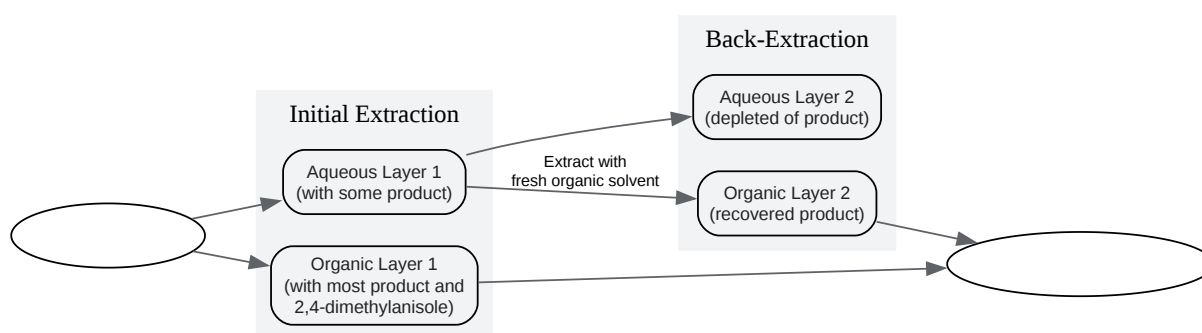 Back-Extraction
Aqueous Layer 2
(depleted of product)
Initial Extraction
Aqueous Layer 1
(with some product)
Extract with
fresh organic solvent
Organic Layer 2
(recovered product)
Organic Layer 1
(with most product and
2,4-dimethylanisole)